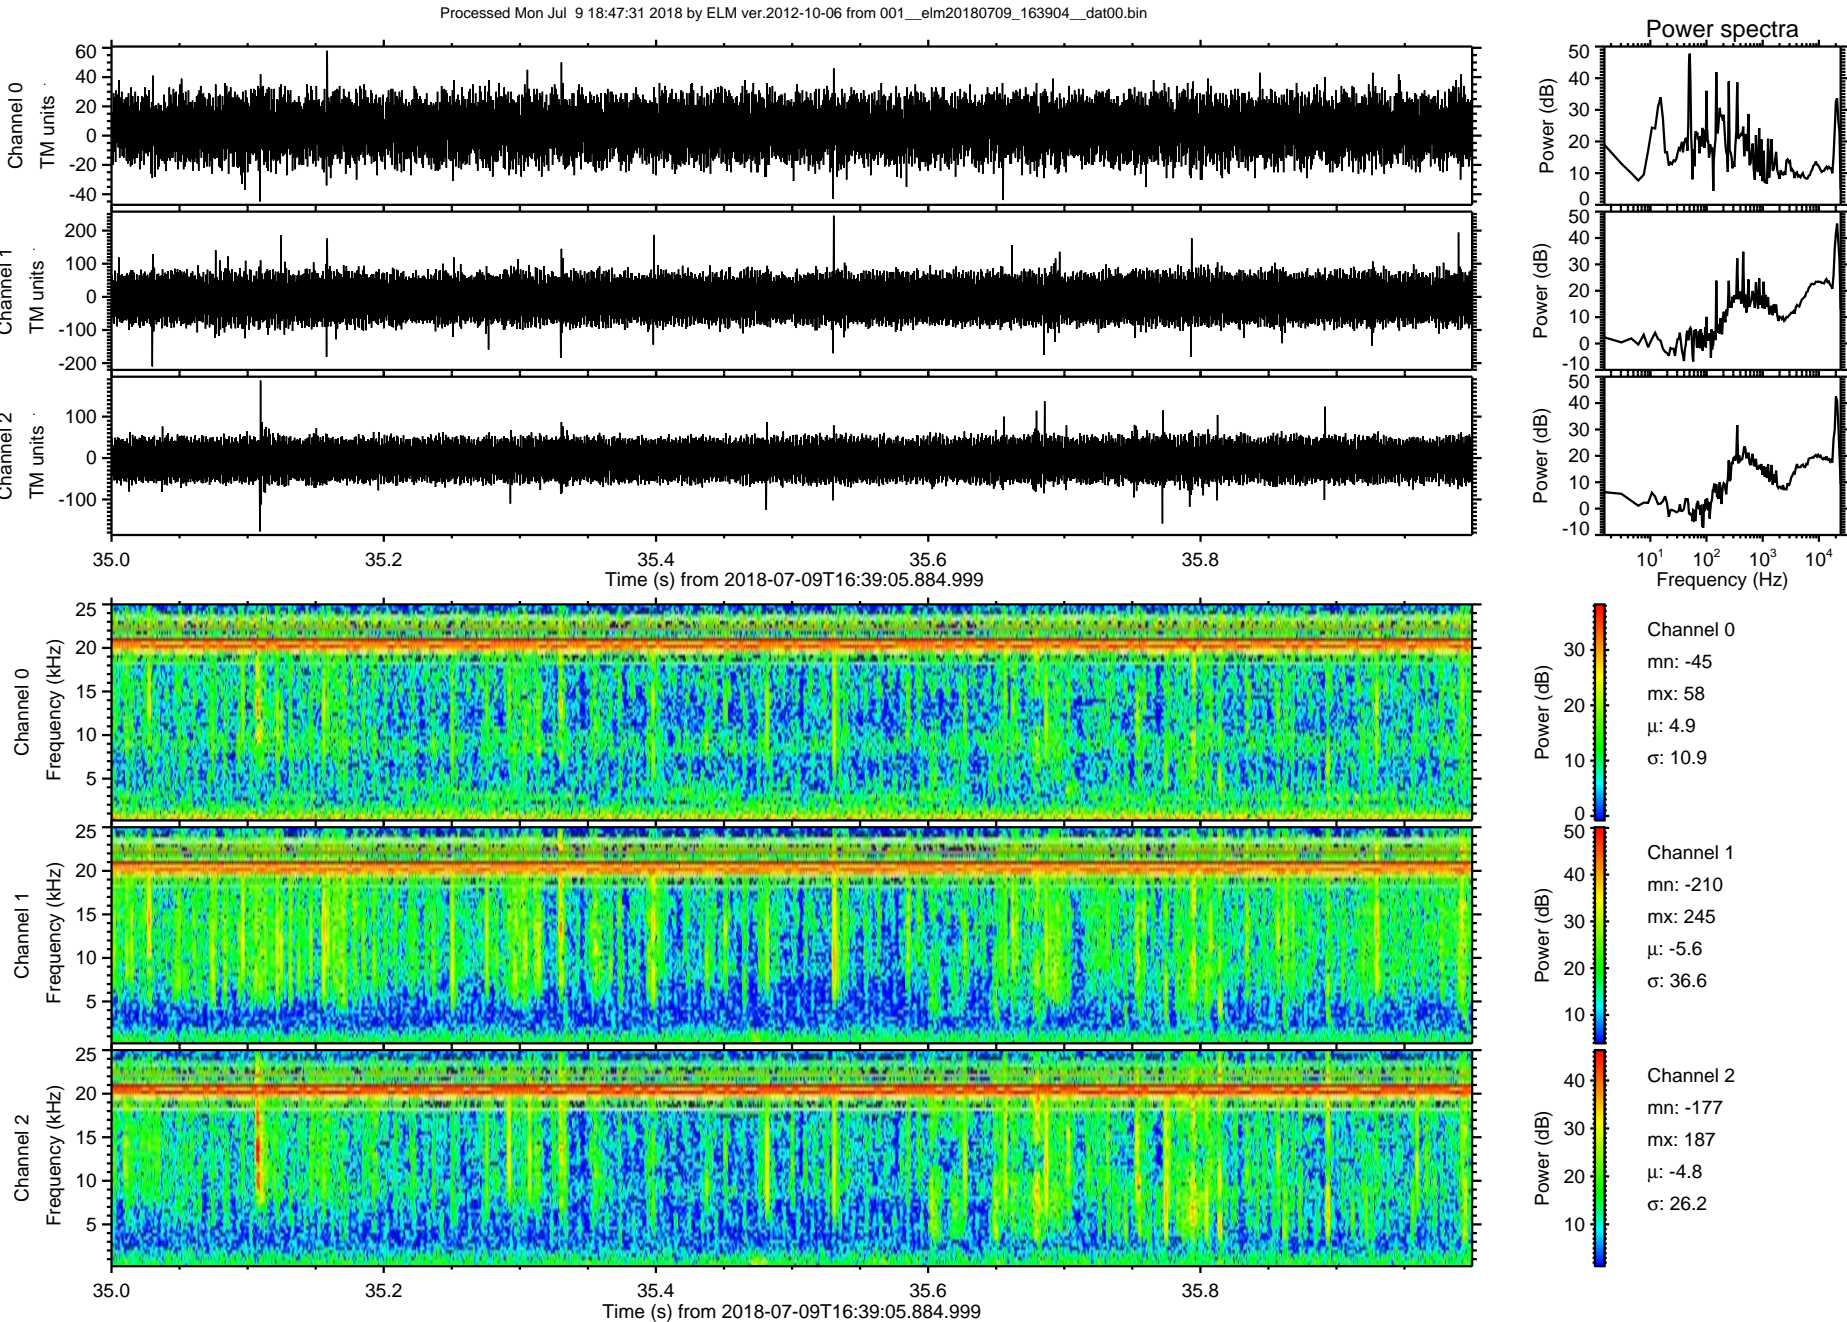 Processed Mon Jul  9 18:47:31 2018 by ELM ver.2012-10-06 from 001__elm20180709_163904__dat00.bin
Power spectra
Channel 0
TM units
60
40
20
0
-20
-40
Power (dB)
50
40
30
20
10
0
Channel 1
TM units
200
100
0
-100
-200
Power (dB)
50
40
30
20
10
0
-10
Channel 2
TM units
100
0
-100
Power (dB)
50
40
30
20
10
0
-10
35.0 35.2 35.4 35.6 35.8
Time (s) from 2018-07-09T16:39:05.884.999
10¹ 10² 10³ 10⁴
Frequency (Hz)
Channel 0
Frequency (kHz)
25
20
15
10
5
Power (dB)
30
20
10
0
Channel 0
mn: -45
mx: 58
μ: 4.9
σ: 10.9
Channel 1
Frequency (kHz)
25
20
15
10
5
Power (dB)
50
40
30
20
10
Channel 1
mn: -210
mx: 245
μ: -5.6
σ: 36.6
Channel 2
Frequency (kHz)
25
20
15
10
5
Power (dB)
40
30
20
10
Channel 2
mn: -177
mx: 187
μ: -4.8
σ: 26.2
35.0 35.2 35.4 35.6 35.8
Time (s) from 2018-07-09T16:39:05.884.999